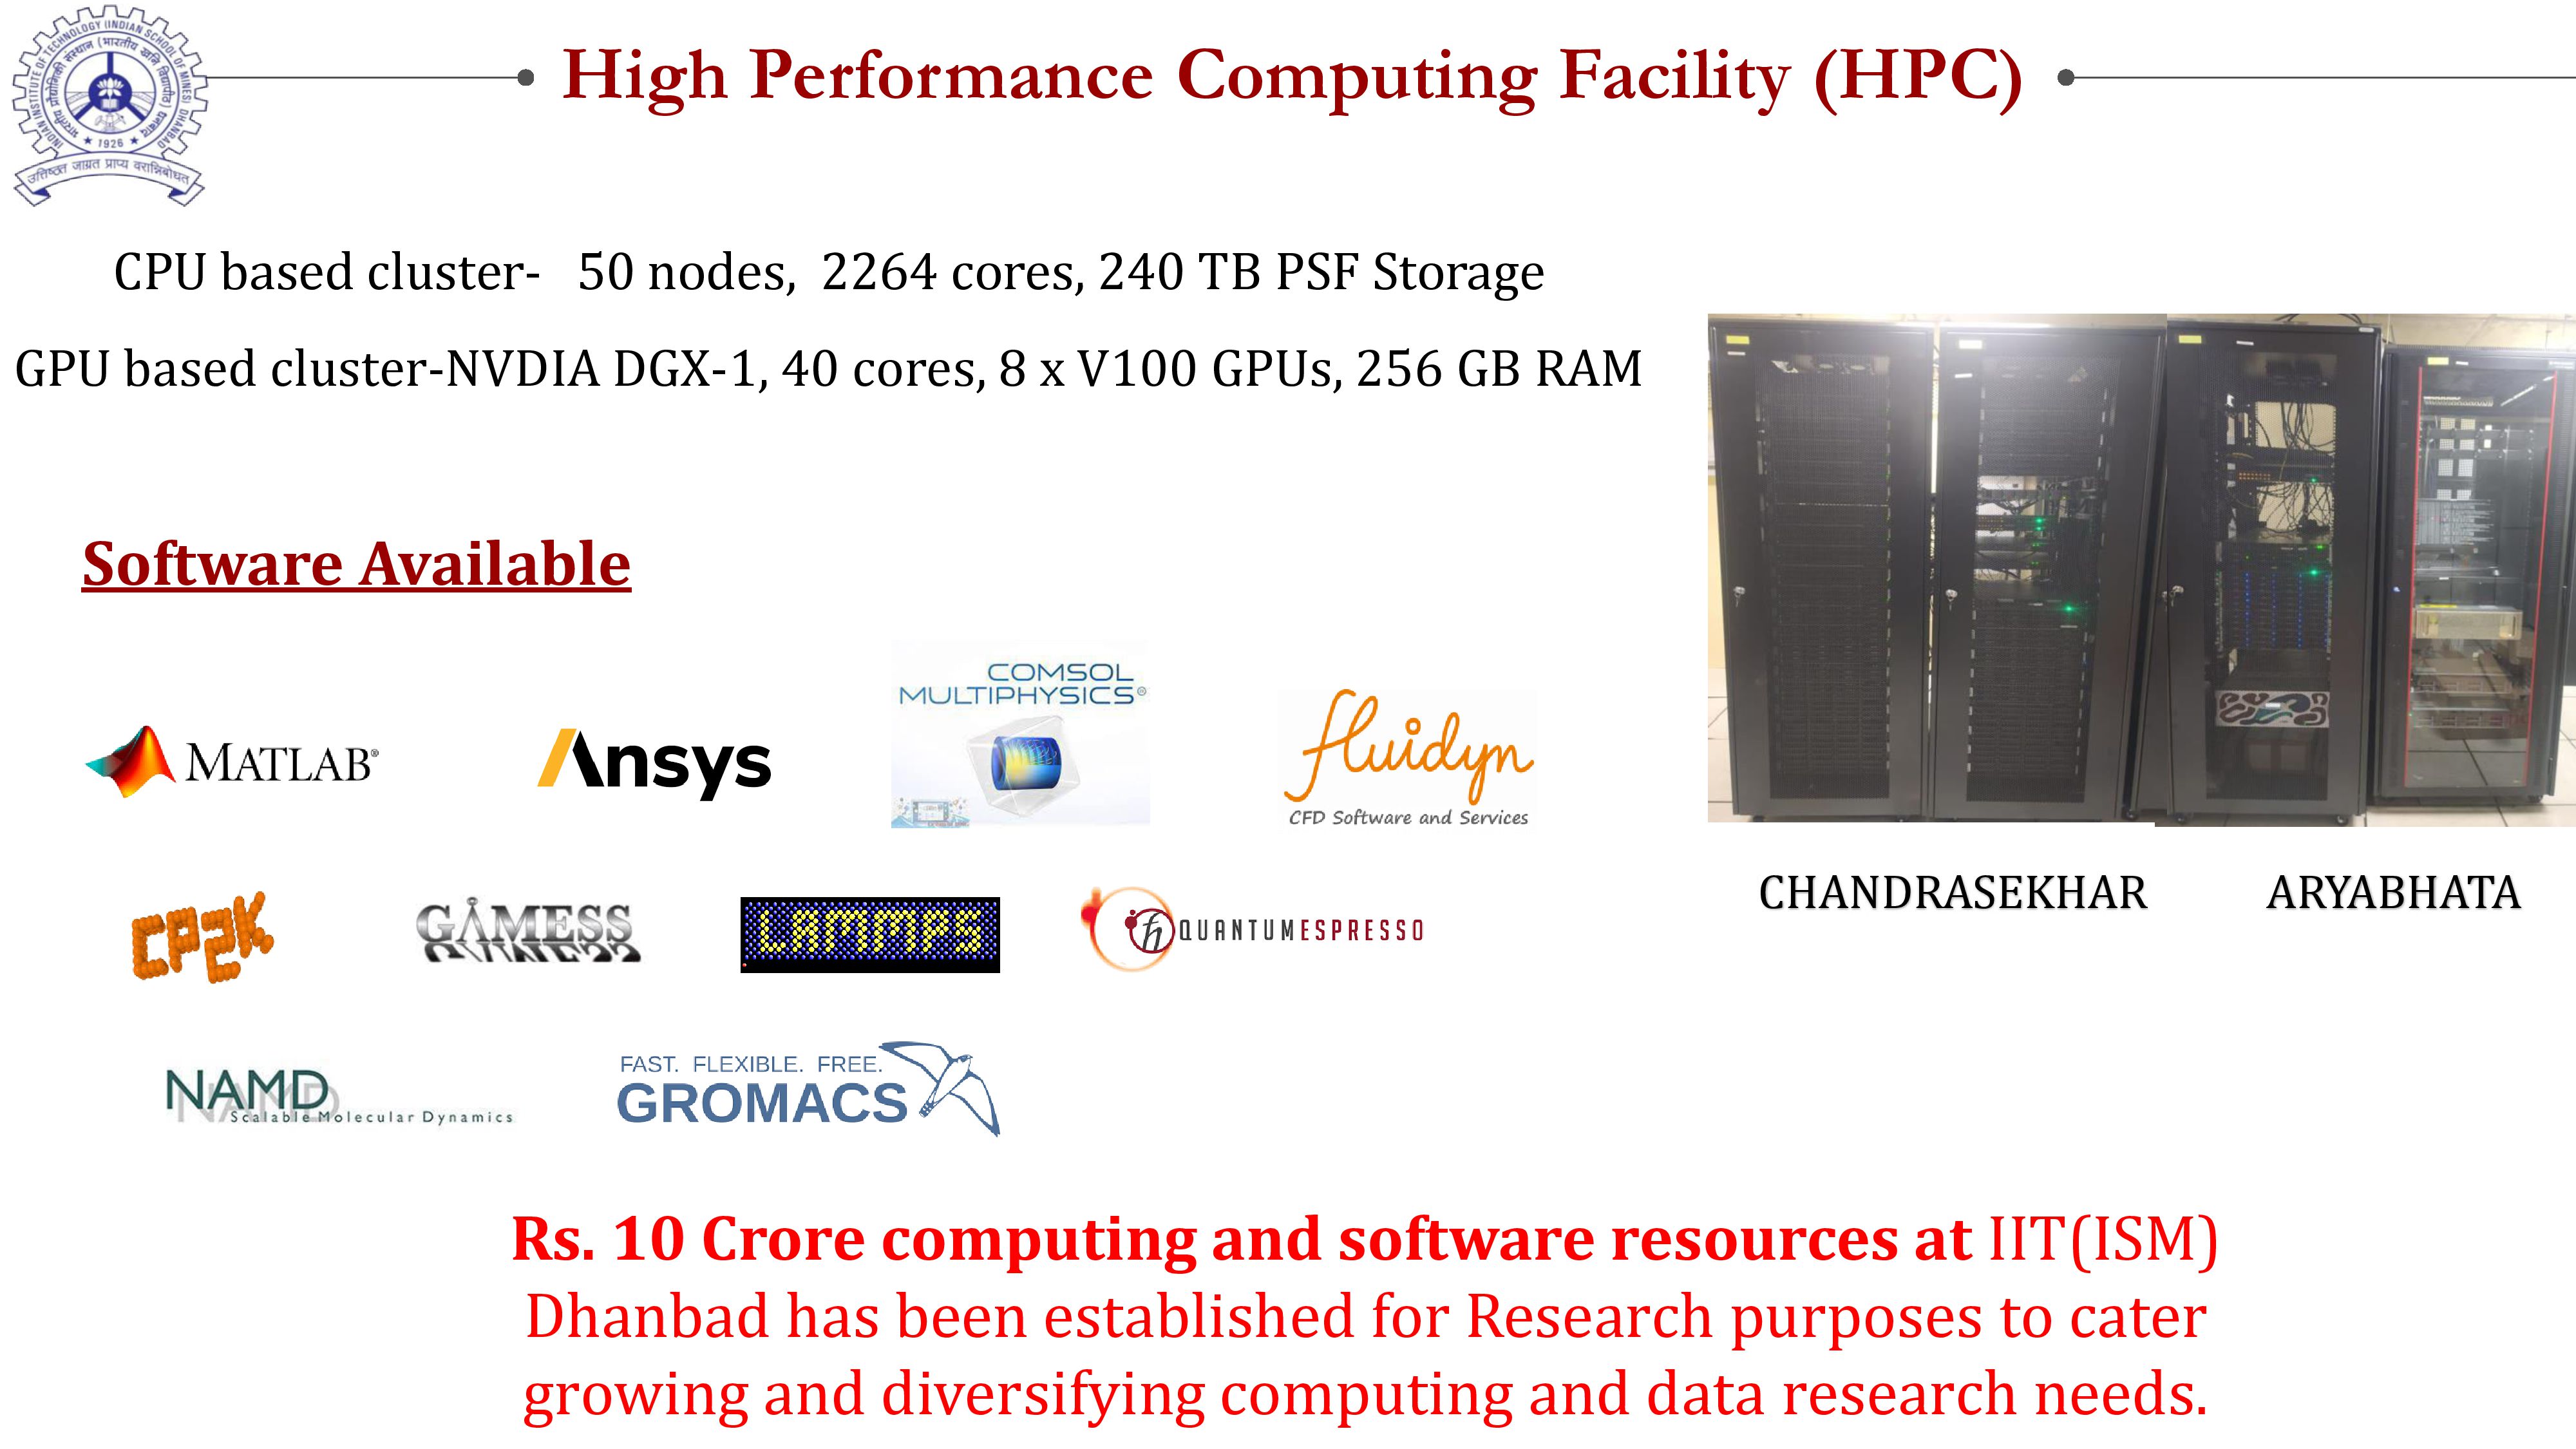 High Performance Computing Facility (HPC)
INDIAN INSTITUTE OF TECHNOLOGY (INDIAN SCHOOL OF MINES) DHANBAD
★ 1926 ★
उत्तिष्ठत जाग्रत प्राप्य वरान्निबोधत
CPU based cluster- 50 nodes, 2264 cores, 240 TB PSF Storage
GPU based cluster-NVDIA DGX-1, 40 cores, 8 x V100 GPUs, 256 GB RAM
Software Available
MATLAB®
Ansys
COMSOL
MULTIPHYSICS®
fluidyn
CFD Software and Services
CHANDRASEKHAR ARYABHATA
CP2K
GAMESS
LAMMPS
QUANTUMESPRESSO
NAMD
Scalable Molecular Dynamics
FAST. FLEXIBLE. FREE.
GROMACS
Rs. 10 Crore computing and software resources at IIT(ISM)
Dhanbad has been established for Research purposes to cater
growing and diversifying computing and data research needs.